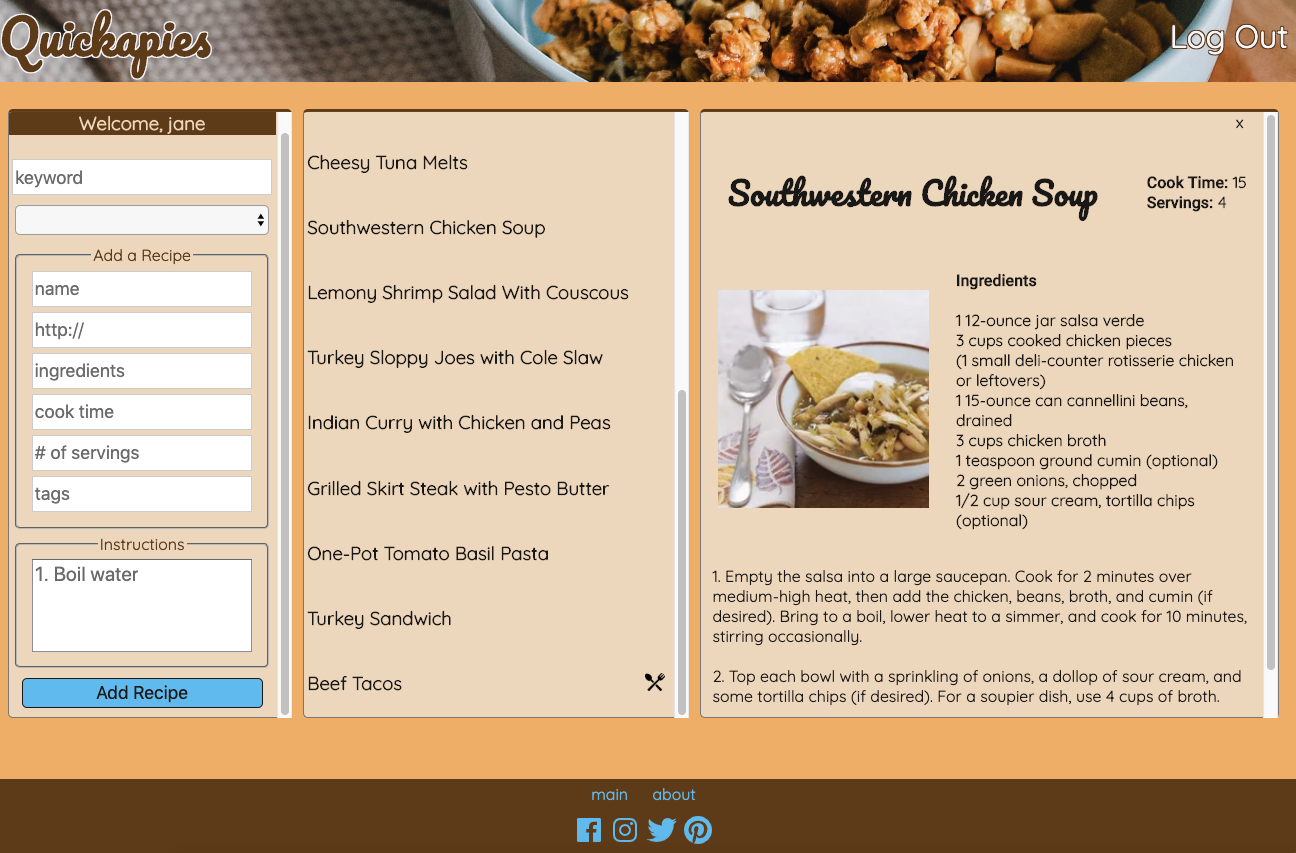 Quickapies
Log Out
Welcome, jane
keyword
Add a Recipe
name
http://
ingredients
cook time
# of servings
tags
Instructions
1. Boil water
Add Recipe
Cheesy Tuna Melts
Southwestern Chicken Soup
Lemony Shrimp Salad With Couscous
Turkey Sloppy Joes with Cole Slaw
Indian Curry with Chicken and Peas
Grilled Skirt Steak with Pesto Butter
One-Pot Tomato Basil Pasta
Turkey Sandwich
Beef Tacos
x
Southwestern Chicken Soup
Cook Time: 15
Servings: 4
Ingredients
1 12-ounce jar salsa verde
3 cups cooked chicken pieces
(1 small deli-counter rotisserie chicken
or leftovers)
1 15-ounce can cannellini beans,
drained
3 cups chicken broth
1 teaspoon ground cumin (optional)
2 green onions, chopped
1/2 cup sour cream, tortilla chips
(optional)
1. Empty the salsa into a large saucepan. Cook for 2 minutes over
medium-high heat, then add the chicken, beans, broth, and cumin (if
desired). Bring to a boil, lower heat to a simmer, and cook for 10 minutes,
stirring occasionally.
2. Top each bowl with a sprinkling of onions, a dollop of sour cream, and
some tortilla chips (if desired). For a soupier dish, use 4 cups of broth.
main
about